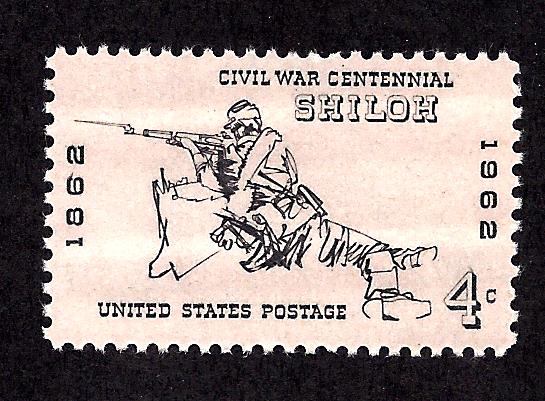 CIVIL WAR CENTENNIAL
SHILOH
1862
1962
UNITED STATES POSTAGE
4c